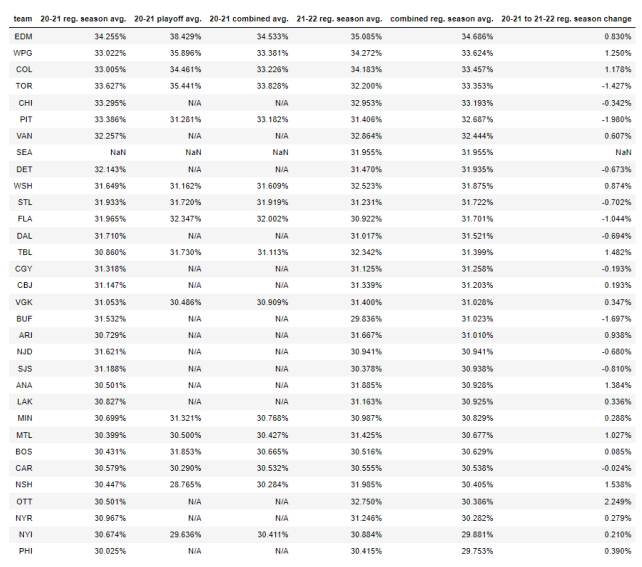 team 20-21 reg. season avg. 20-21 playoff avg. 20-21 combined avg. 21-22 reg. season avg. combined reg. season avg. 20-21 to 21-22 reg. season change
EDM 34.255% 38.429% 34.533% 35.085% 34.686% 0.830%
WPG 33.022% 35.896% 33.381% 34.272% 33.624% 1.250%
COL 33.005% 34.461% 33.226% 34.183% 33.457% 1.178%
TOR 33.627% 35.441% 33.828% 32.200% 33.353% -1.427%
CHI 33.295% N/A N/A 32.953% 33.193% -0.342%
PIT 33.386% 31.281% 33.182% 31.406% 32.687% -1.980%
VAN 32.257% N/A N/A 32.864% 32.444% 0.607%
SEA NaN NaN NaN 31.955% 31.955% NaN
DET 32.143% N/A N/A 31.470% 31.935% -0.673%
WSH 31.649% 31.162% 31.609% 32.523% 31.875% 0.874%
STL 31.933% 31.720% 31.919% 31.231% 31.722% -0.702%
FLA 31.965% 32.347% 32.002% 30.922% 31.701% -1.044%
DAL 31.710% N/A N/A 31.017% 31.521% -0.694%
TBL 30.860% 31.730% 31.113% 32.342% 31.399% 1.482%
CGY 31.318% N/A N/A 31.125% 31.258% -0.193%
CBJ 31.147% N/A N/A 31.339% 31.203% 0.193%
VGK 31.053% 30.486% 30.909% 31.400% 31.028% 0.347%
BUF 31.532% N/A N/A 29.836% 31.023% -1.697%
ARI 30.729% N/A N/A 31.667% 31.010% 0.938%
NJD 31.621% N/A N/A 30.941% 30.941% -0.680%
SJS 31.188% N/A N/A 30.378% 30.938% -0.810%
ANA 30.501% N/A N/A 31.885% 30.928% 1.384%
LAK 30.827% N/A N/A 31.163% 30.925% 0.336%
MIN 30.699% 31.321% 30.768% 30.987% 30.829% 0.288%
MTL 30.399% 30.500% 30.427% 31.425% 30.677% 1.027%
BOS 30.431% 31.853% 30.665% 30.516% 30.629% 0.085%
CAR 30.579% 30.290% 30.532% 30.555% 30.538% -0.024%
NSH 30.447% 28.765% 30.284% 31.985% 30.405% 1.538%
OTT 30.501% N/A N/A 32.750% 30.386% 2.249%
NYR 30.967% N/A N/A 31.246% 30.282% 0.279%
NYI 30.674% 29.636% 30.411% 30.884% 29.881% 0.210%
PHI 30.025% N/A N/A 30.415% 29.753% 0.390%